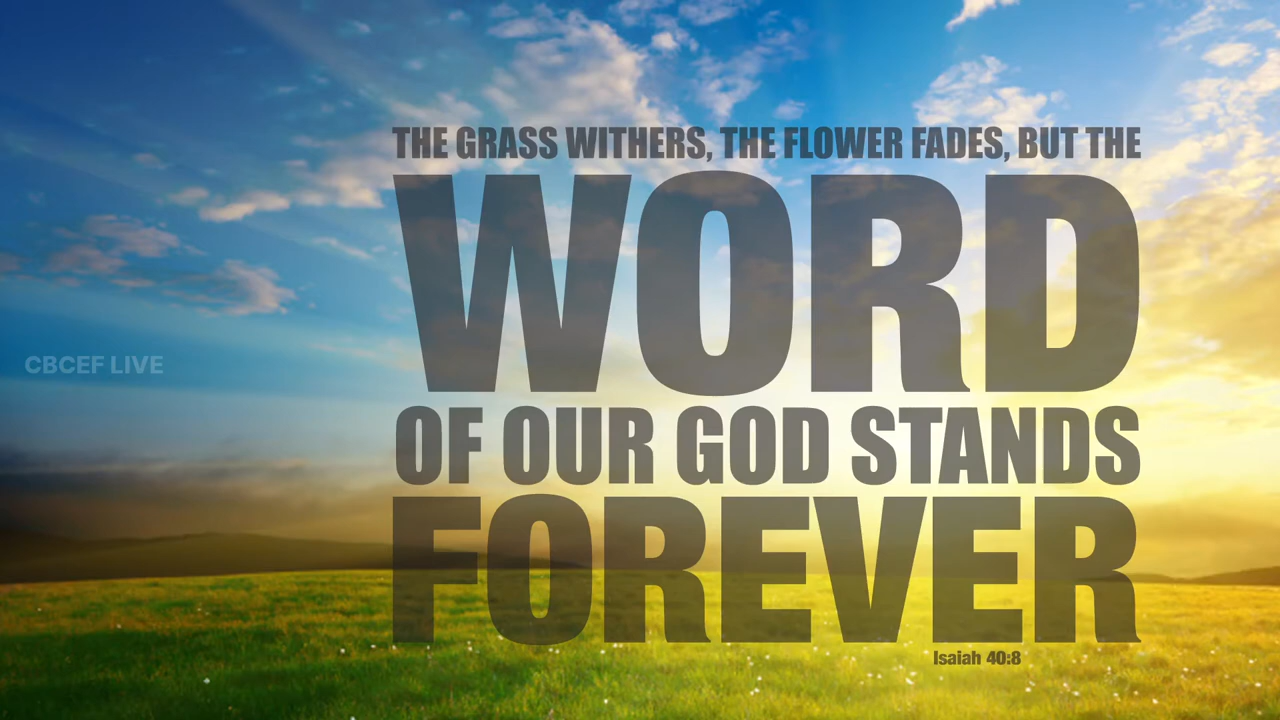 THE GRASS WITHERS, THE FLOWER FADES, BUT THE
WORD
OF OUR GOD STANDS
FOREVER
Isaiah 40:8
CBCEF LIVE